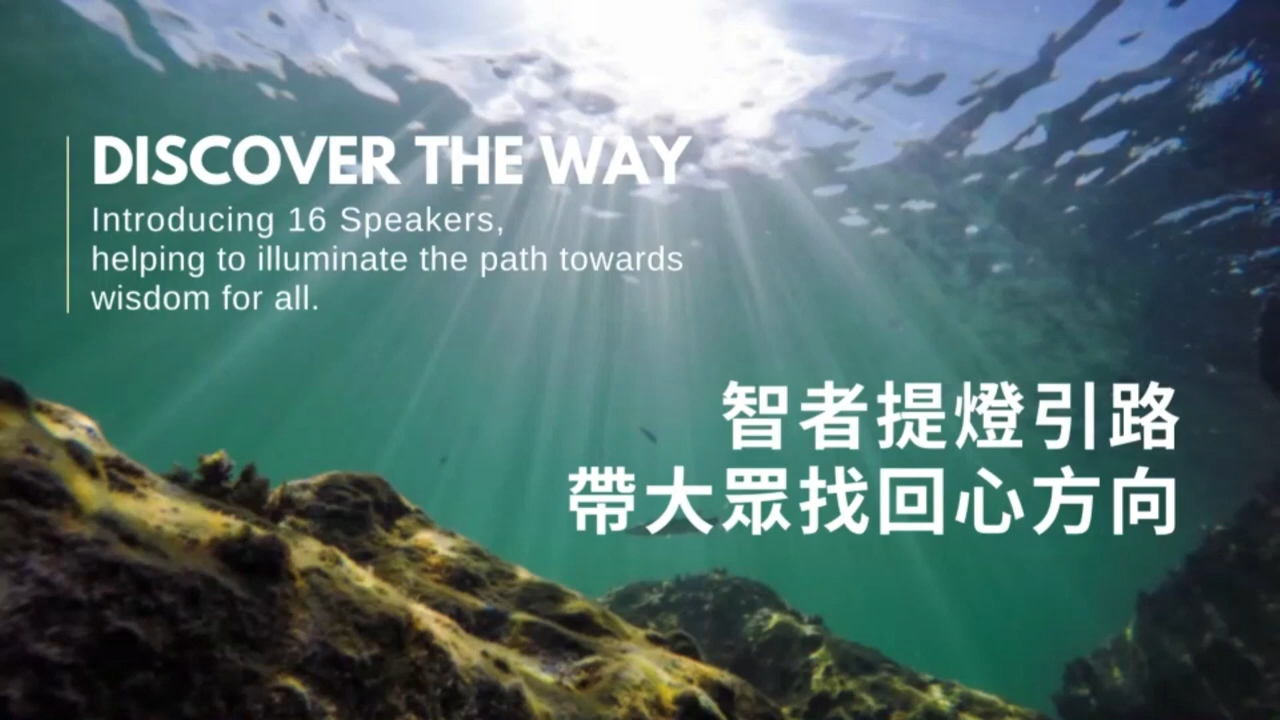 DISCOVER THE WAY
Introducing 16 Speakers,
helping to illuminate the path towards
wisdom for all.
智者提燈引路
帶大眾找回心方向